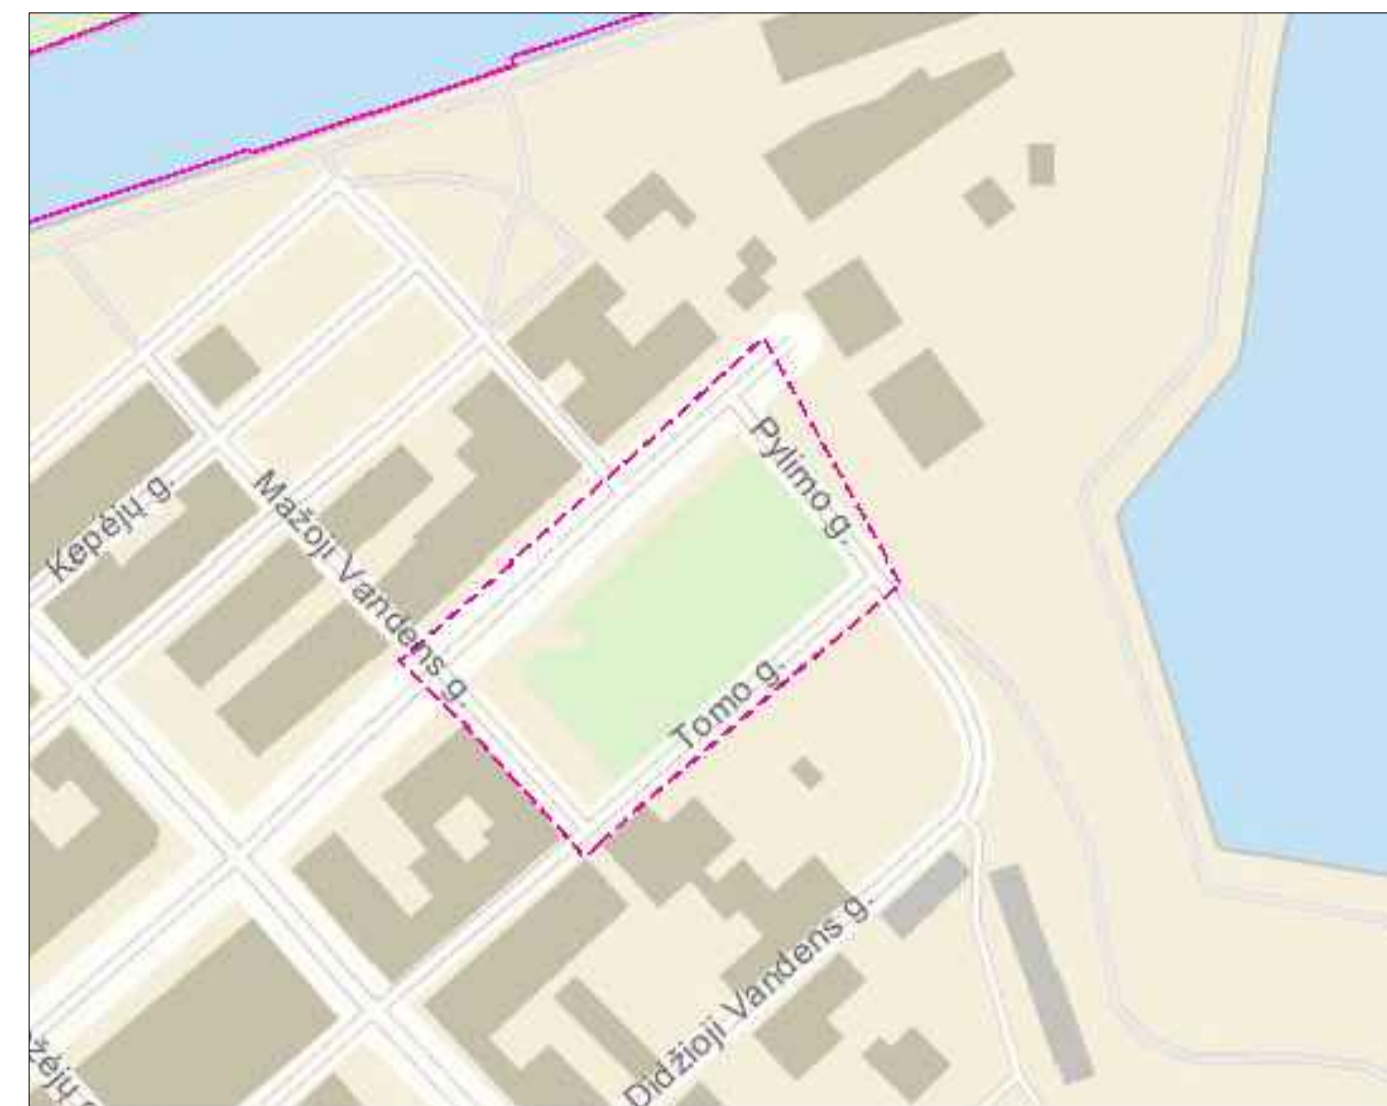 Pylimo g.
Kepėjų g.
Mažoji Vandens g.
Tomo g.
Didžioji Vandens g.